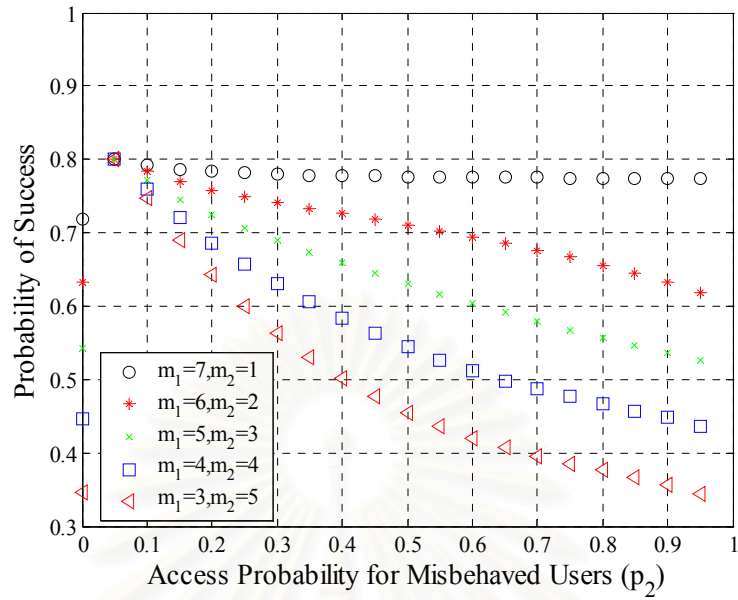 1
0.9
0.8
0.7
0.6
0.5
0.4
0.3
Probability of Success
m₁=7,m₂=1
m₁=6,m₂=2
m₁=5,m₂=3
m₁=4,m₂=4
m₁=3,m₂=5
0 0.1 0.2 0.3 0.4 0.5 0.6 0.7 0.8 0.9 1
Access Probability for Misbehaved Users (p₂)